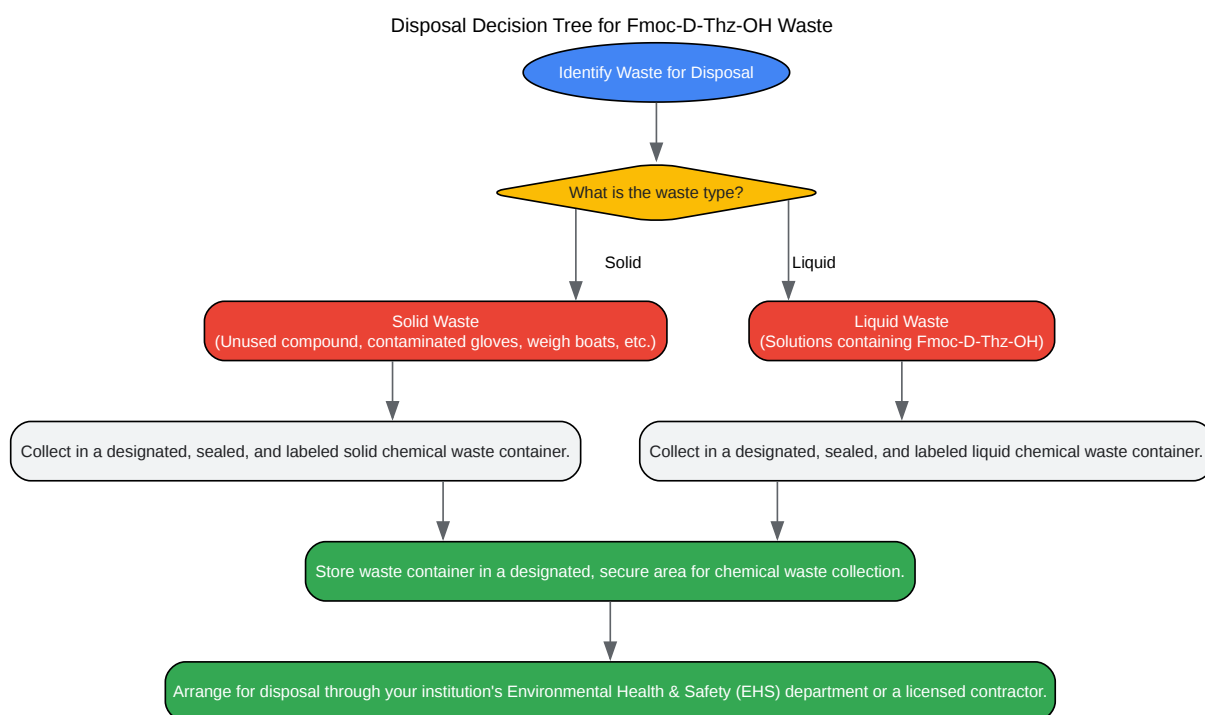 Disposal Decision Tree for Fmoc-D-Thz-OH Waste
Identify Waste for Disposal
What is the waste type?
Solid
Liquid
Solid Waste
(Unused compound, contaminated gloves, weigh boats, etc.)
Liquid Waste
(Solutions containing Fmoc-D-Thz-OH)
Collect in a designated, sealed, and labeled solid chemical waste container.
Collect in a designated, sealed, and labeled liquid chemical waste container.
Store waste container in a designated, secure area for chemical waste collection.
Arrange for disposal through your institution's Environmental Health & Safety (EHS) department or a licensed contractor.